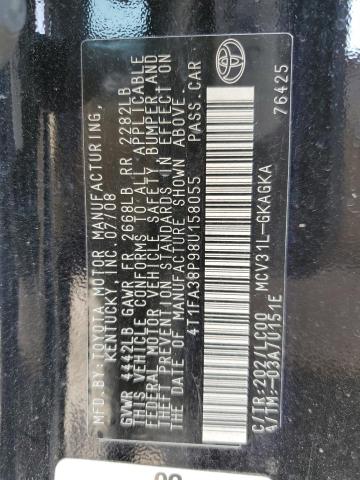 MFD.BY:TOYOTA MOTOR MANUFACTURING,
KENTUCKY, INC 07/08
GVWR 4442LB GAWR FR 2668LB RR 2282LB
THIS VEHICLE CONFORMS TO ALL APPLICABLE
FEDERAL MOTOR VEHICLE SAFETY BUMPER AND
THEFT PREVENTION STANDARDS IN EFFECT ON
THE DATE OF MANUFACTURE SHOWN ABOVE.
4T1FA38P98U158055 PASS.CAR
C/TR:202/LC00 MCV31L-GKAGKA
A/TM:-03A/U151E 76425